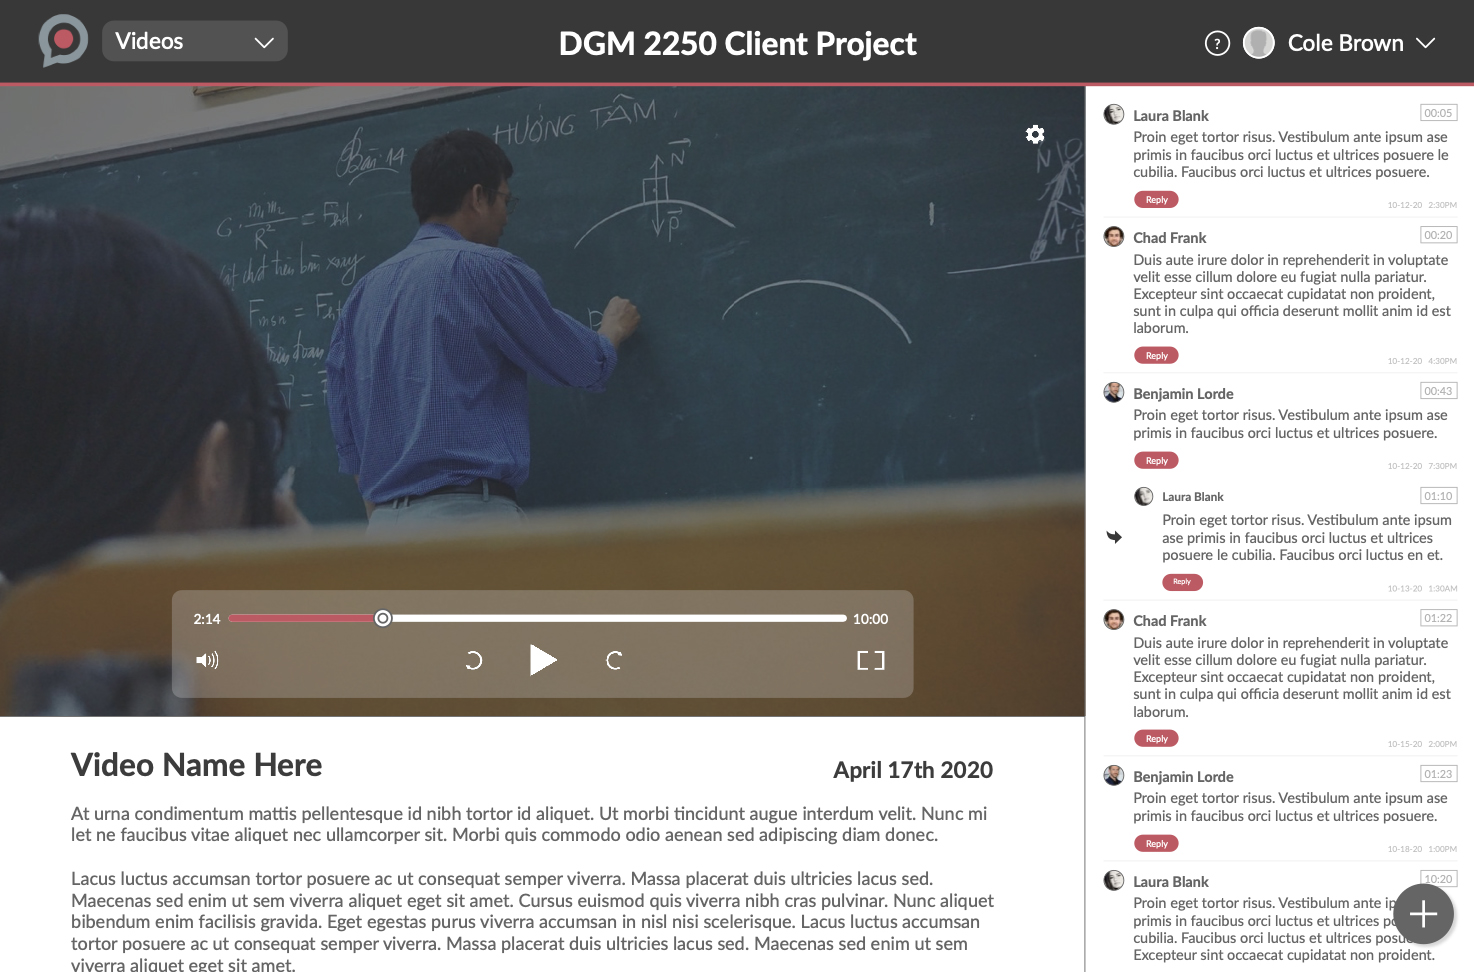 Videos
DGM 2250 Client Project
?
Cole Brown
HƯỚNG TÂM
Bài 14
N
P
G. m₁m₂ / R² = Fhd
Fmsn = Fht
2:14
10:00
Video Name Here
April 17th 2020
At urna condimentum mattis pellentesque id nibh tortor id aliquet. Ut morbi tincidunt augue interdum velit. Nunc mi
let ne faucibus vitae aliquet nec ullamcorper sit. Morbi quis commodo odio aenean sed adipiscing diam donec.
Lacus luctus accumsan tortor posuere ac ut consequat semper viverra. Massa placerat duis ultricies lacus sed.
Maecenas sed enim ut sem viverra aliquet eget sit amet. Cursus euismod quis viverra nibh cras pulvinar. Nunc aliquet
bibendum enim facilisis gravida. Eget egestas purus viverra accumsan in nisl nisi scelerisque. Lacus luctus accumsan
tortor posuere ac ut consequat semper viverra. Massa placerat duis ultricies lacus sed. Maecenas sed enim ut sem
viverra aliquet eget sit amet.
Laura Blank
00:05
Proin eget tortor risus. Vestibulum ante ipsum ase
primis in faucibus orci luctus et ultrices posuere le
cubilia. Faucibus orci luctus et ultrices posuere.
Reply
10-12-20 2:30PM
Chad Frank
00:20
Duis aute irure dolor in reprehenderit in voluptate
velit esse cillum dolore eu fugiat nulla pariatur.
Excepteur sint occaecat cupidatat non proident,
sunt in culpa qui officia deserunt mollit anim id est
laborum.
Reply
10-12-20 4:30PM
Benjamin Lorde
00:43
Proin eget tortor risus. Vestibulum ante ipsum ase
primis in faucibus orci luctus et ultrices posuere.
Reply
10-12-20 7:30PM
Laura Blank
01:10
Proin eget tortor risus. Vestibulum ante ipsum
ase primis in faucibus orci luctus et ultrices
posuere le cubilia. Faucibus orci luctus en et.
Reply
10-13-20 1:30AM
Chad Frank
01:22
Duis aute irure dolor in reprehenderit in voluptate
velit esse cillum dolore eu fugiat nulla pariatur.
Excepteur sint occaecat cupidatat non proident,
sunt in culpa qui officia deserunt mollit anim id est
laborum.
Reply
10-15-20 2:00PM
Benjamin Lorde
01:23
Proin eget tortor risus. Vestibulum ante ipsum ase
primis in faucibus orci luctus et ultrices posuere.
Reply
10-18-20 1:00PM
Laura Blank
10:20
Proin eget tortor risus. Vestibulum ante
primis in faucibus orci luctus et ultrices
cubilia. Faucibus orci luctus et ultrices
Excepteur sint occaecat cupidatat non proident.